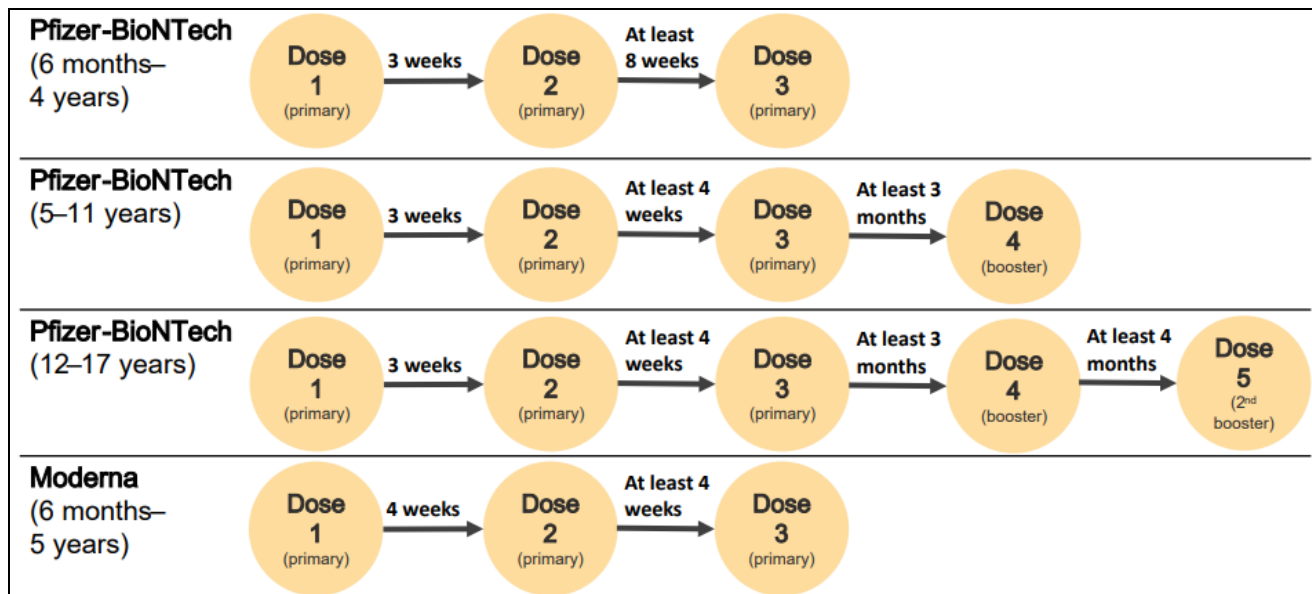 Pfizer-BioNTech
(6 months–
4 years)
Dose
1
(primary)
3 weeks
Dose
2
(primary)
At least
8 weeks
Dose
3
(primary)
Pfizer-BioNTech
(5–11 years)
Dose
1
(primary)
3 weeks
Dose
2
(primary)
At least 4
weeks
Dose
3
(primary)
At least 3
months
Dose
4
(booster)
Pfizer-BioNTech
(12–17 years)
Dose
1
(primary)
3 weeks
Dose
2
(primary)
At least 4
weeks
Dose
3
(primary)
At least 3
months
Dose
4
(booster)
At least 4
months
Dose
5
(2nd
booster)
Moderna
(6 months–
5 years)
Dose
1
(primary)
4 weeks
Dose
2
(primary)
At least 4
weeks
Dose
3
(primary)